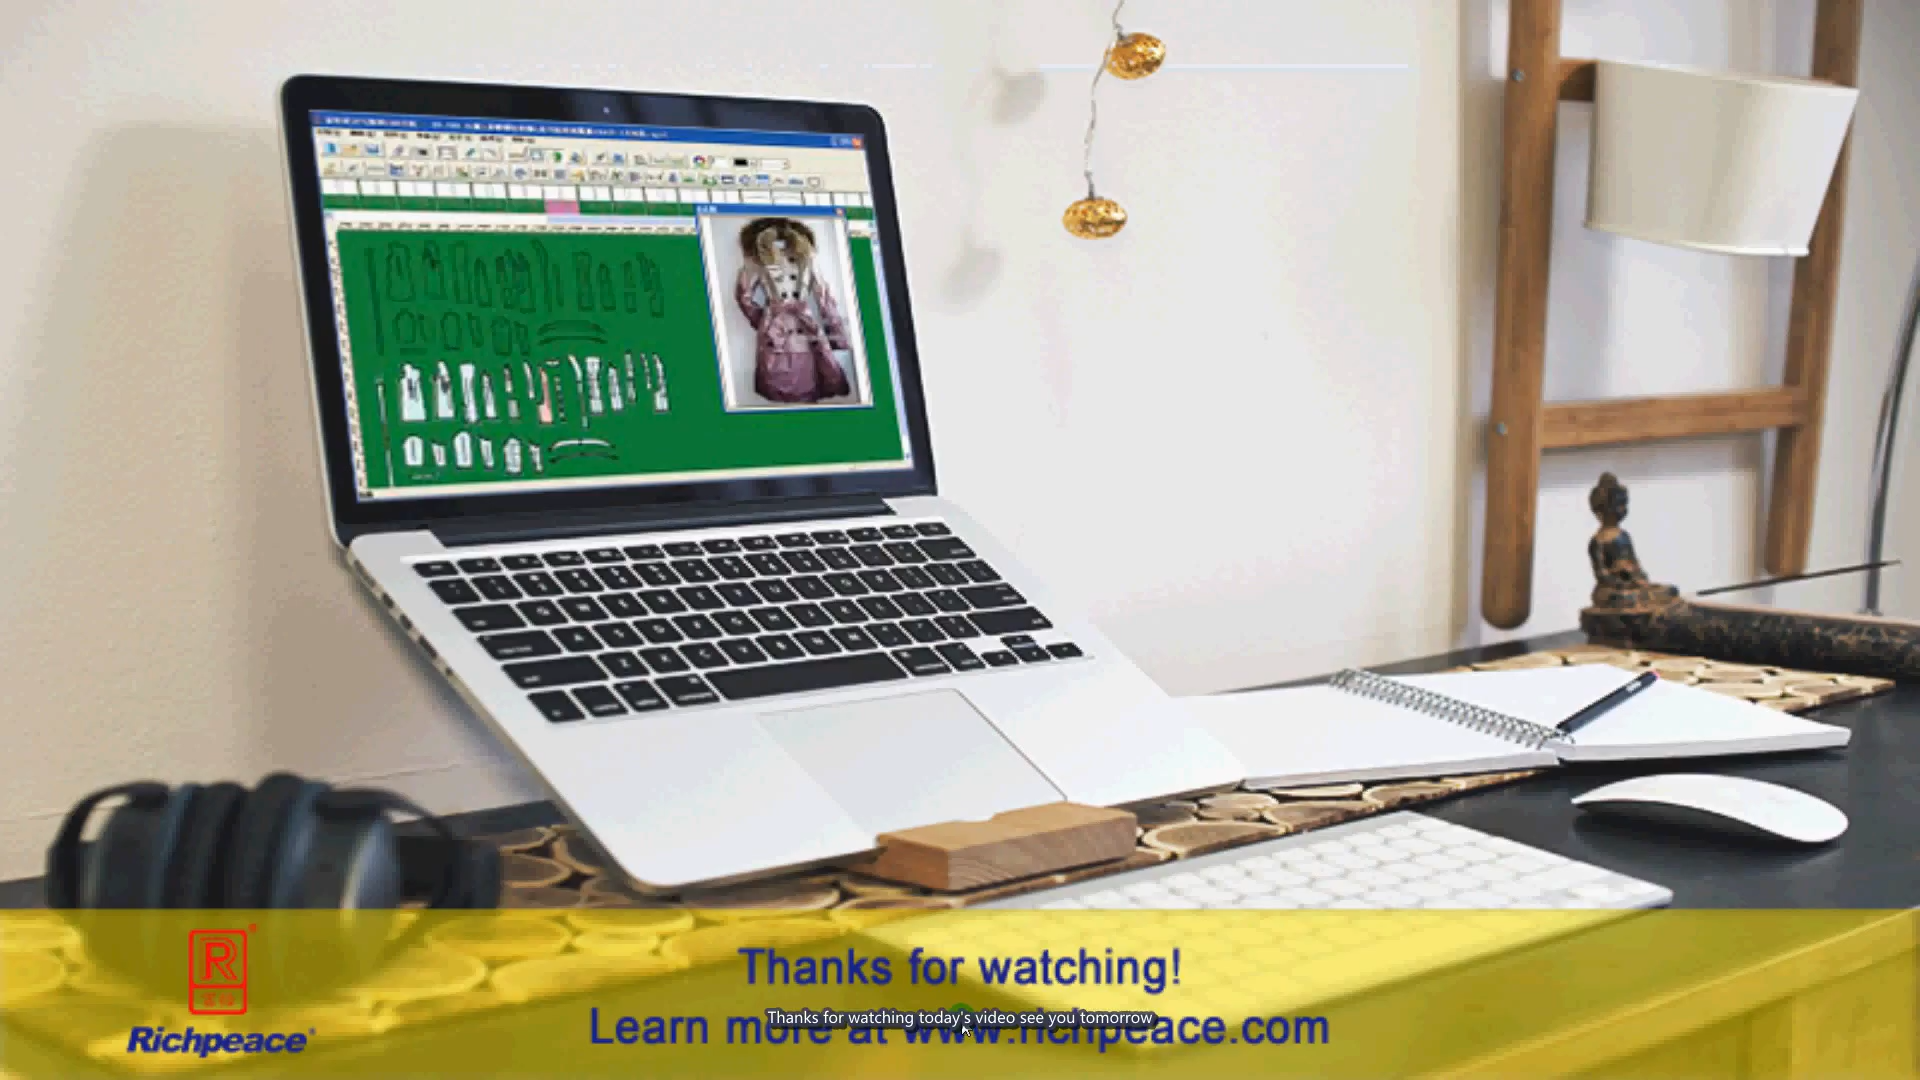 Thanks for watching!
Thanks for watching today's video see you tomorrow
Learn more at www.richpeace.com
R
Richpeace